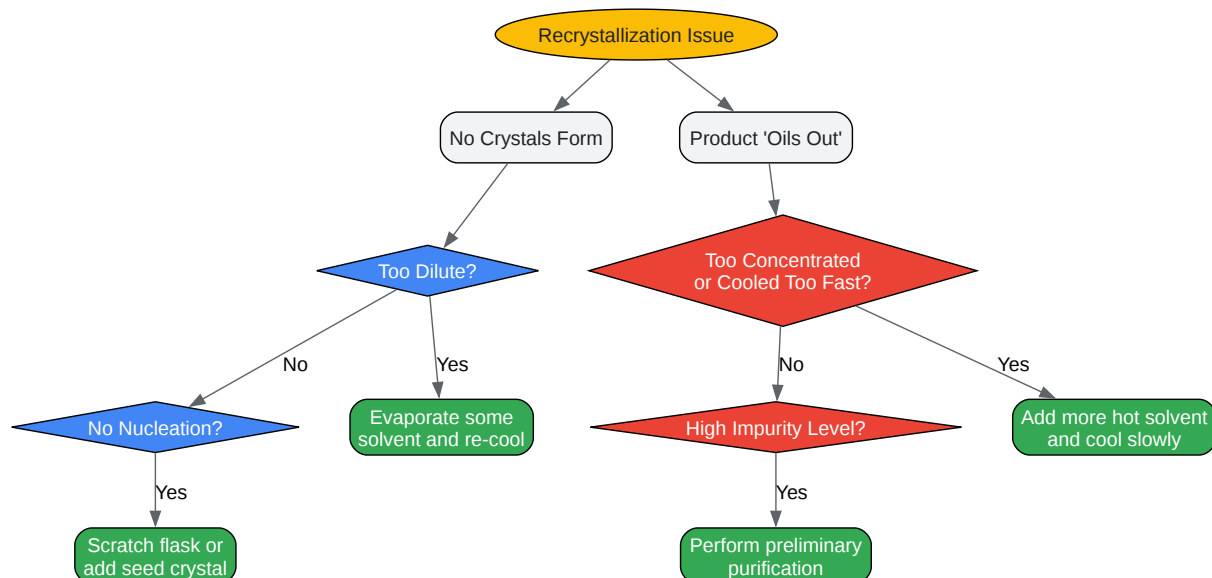 Recrystallization Issue
No Crystals Form
Product 'Oils Out'
Too Dilute?
Too Concentrated
or Cooled Too Fast?
No
Yes
No
Yes
No Nucleation?
Evaporate some
solvent and re-cool
High Impurity Level?
Add more hot solvent
and cool slowly
Yes
Yes
Scratch flask or
add seed crystal
Perform preliminary
purification